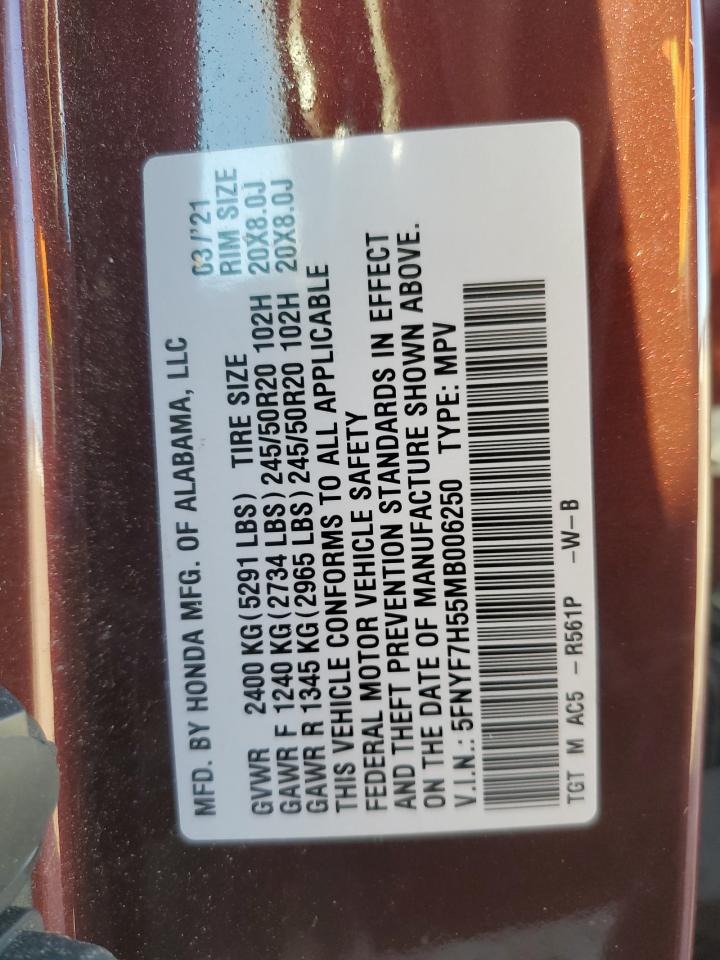 MFD. BY HONDA MFG. OF ALABAMA, LLC 03/'21
GVWR 2400 KG(5291 LBS) TIRE SIZE RIM SIZE
GAWR F 1240 KG(2734 LBS)245/50R20 102H 20X8.0J
GAWR R 1345 KG(2965 LBS)245/50R20 102H 20X8.0J
THIS VEHICLE CONFORMS TO ALL APPLICABLE
FEDERAL MOTOR VEHICLE SAFETY
AND THEFT PREVENTION STANDARDS IN EFFECT
ON THE DATE OF MANUFACTURE SHOWN ABOVE.
V.I.N.: 5FNYF7H55MB006250 TYPE: MPV
TGT M AC5 -R561P -W-B